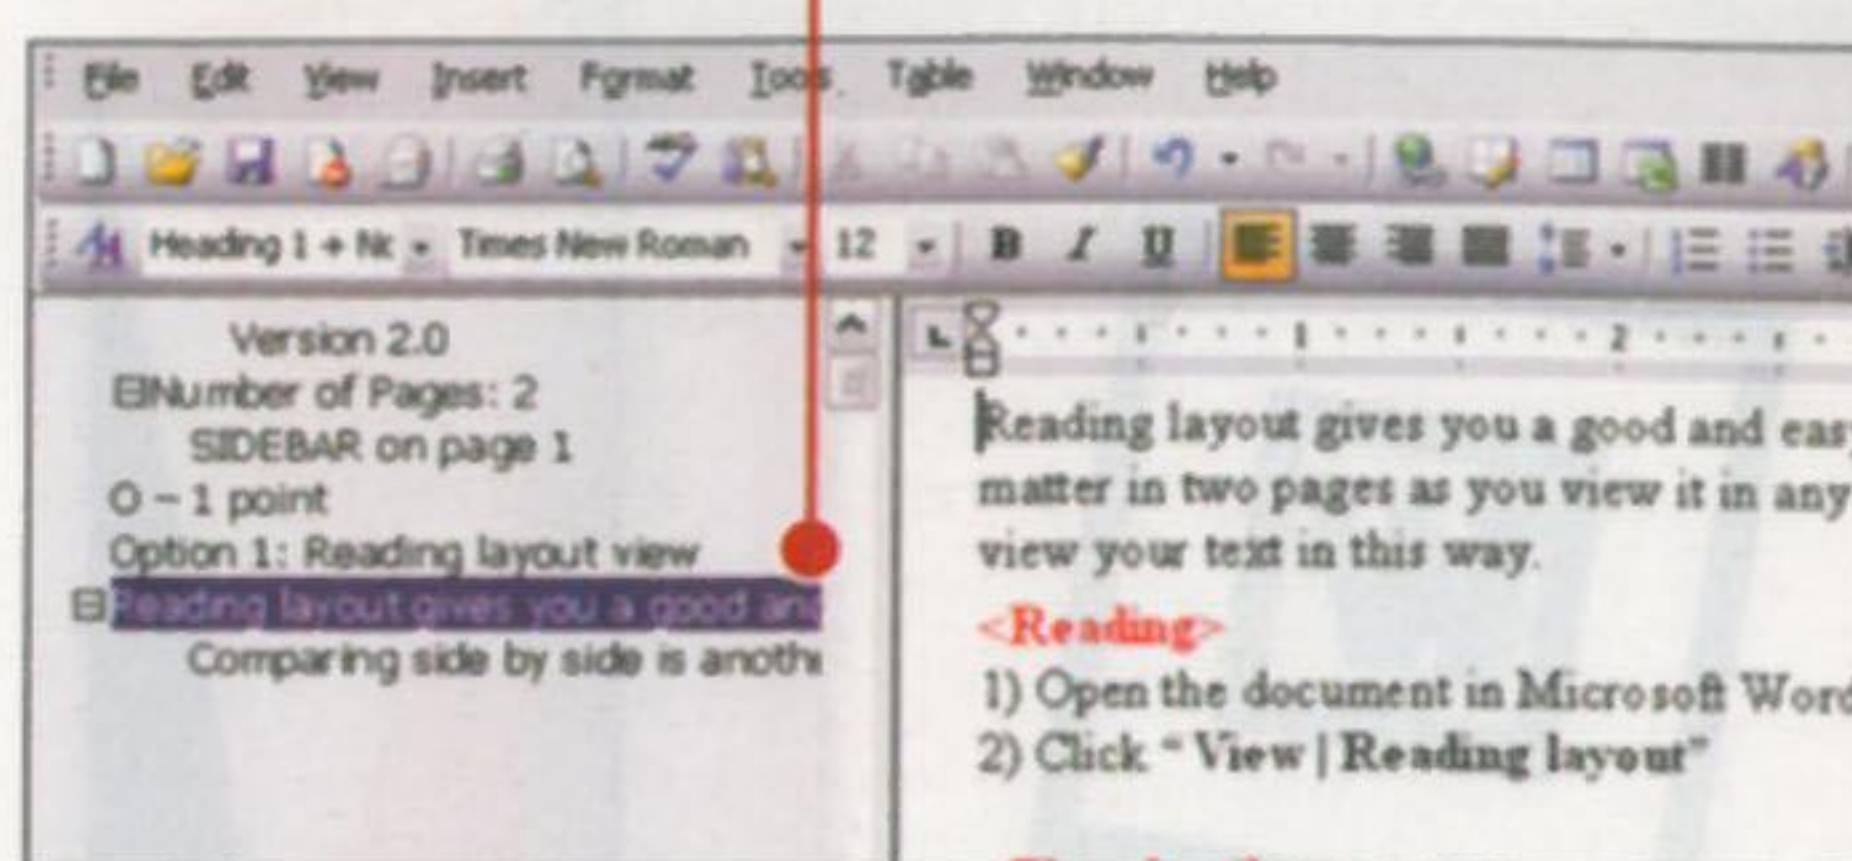 File Edit View Insert Format Tools Table Window Help
Heading 1 + Nc Times New Roman 12 B I U
Version 2.0
Number of Pages: 2
SIDEBAR on page 1
O – 1 point
Option 1: Reading layout view
Reading layout gives you a good and
Comparing side by side is anoth
1 2
Reading layout gives you a good and eas
matter in two pages as you view it in any
view your text in this way.
<Reading>
1) Open the document in Microsoft Word
2) Click “ View | Reading layout”